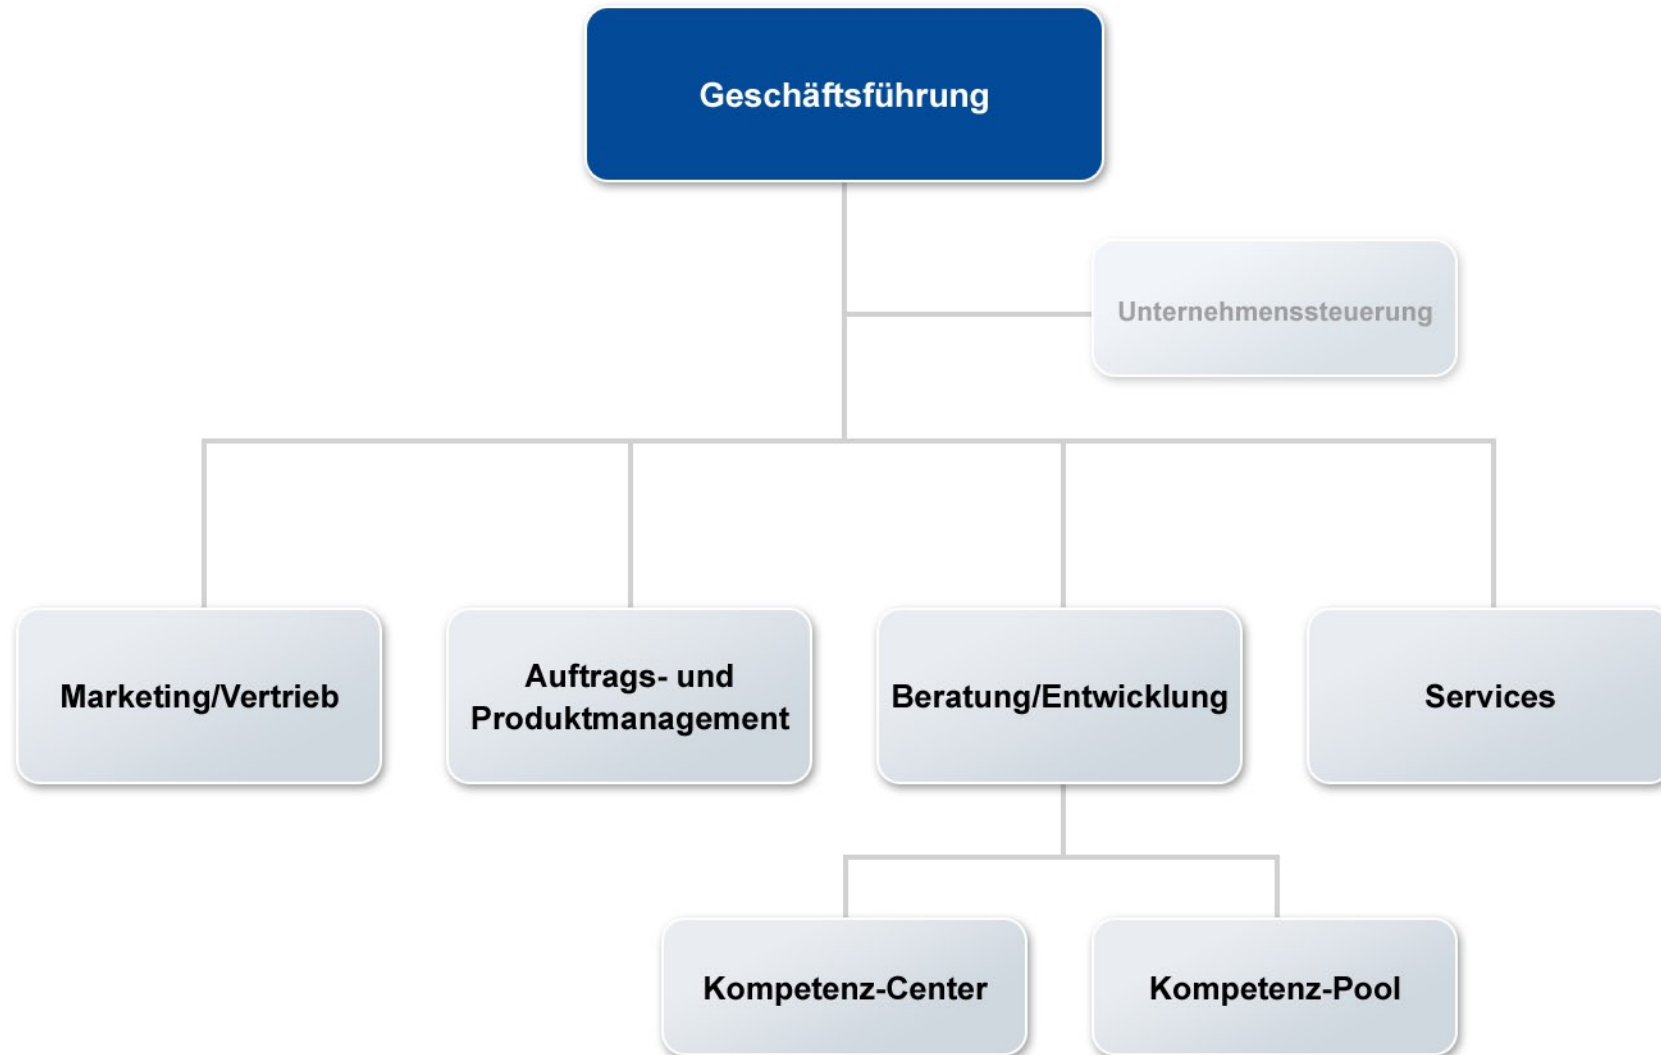 Geschäftsführung
Unternehmenssteuerung
Marketing/Vertrieb
Auftrags- und
Produktmanagement
Beratung/Entwicklung
Services
Kompetenz-Center
Kompetenz-Pool